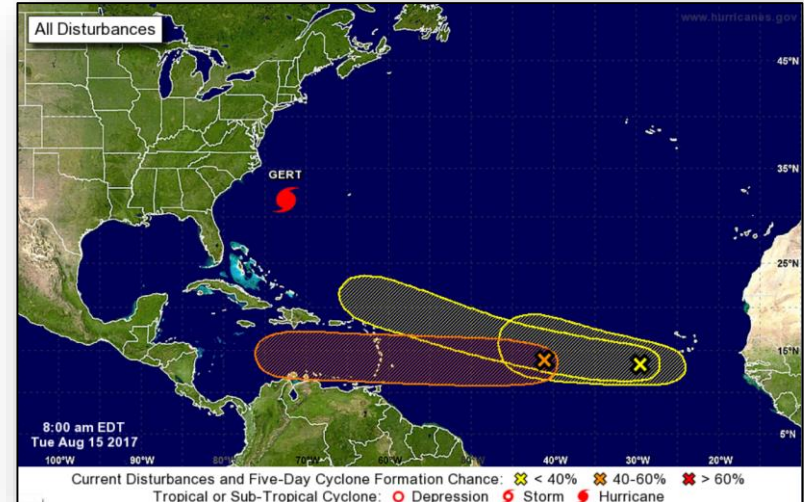 All Disturbances
www.hurricanes.gov
45°N
35°N
GERT
25°N
15°N
5°N
8:00 am EDT
Tue Aug 15 2017
100°W 90°W 80°W 70°W 60°W 40°W 30°W 20°W
Current Disturbances and Five-Day Cyclone Formation Chance: < 40% 40-60% > 60%
Tropical or Sub-Tropical Cyclone: Depression Storm Hurricane